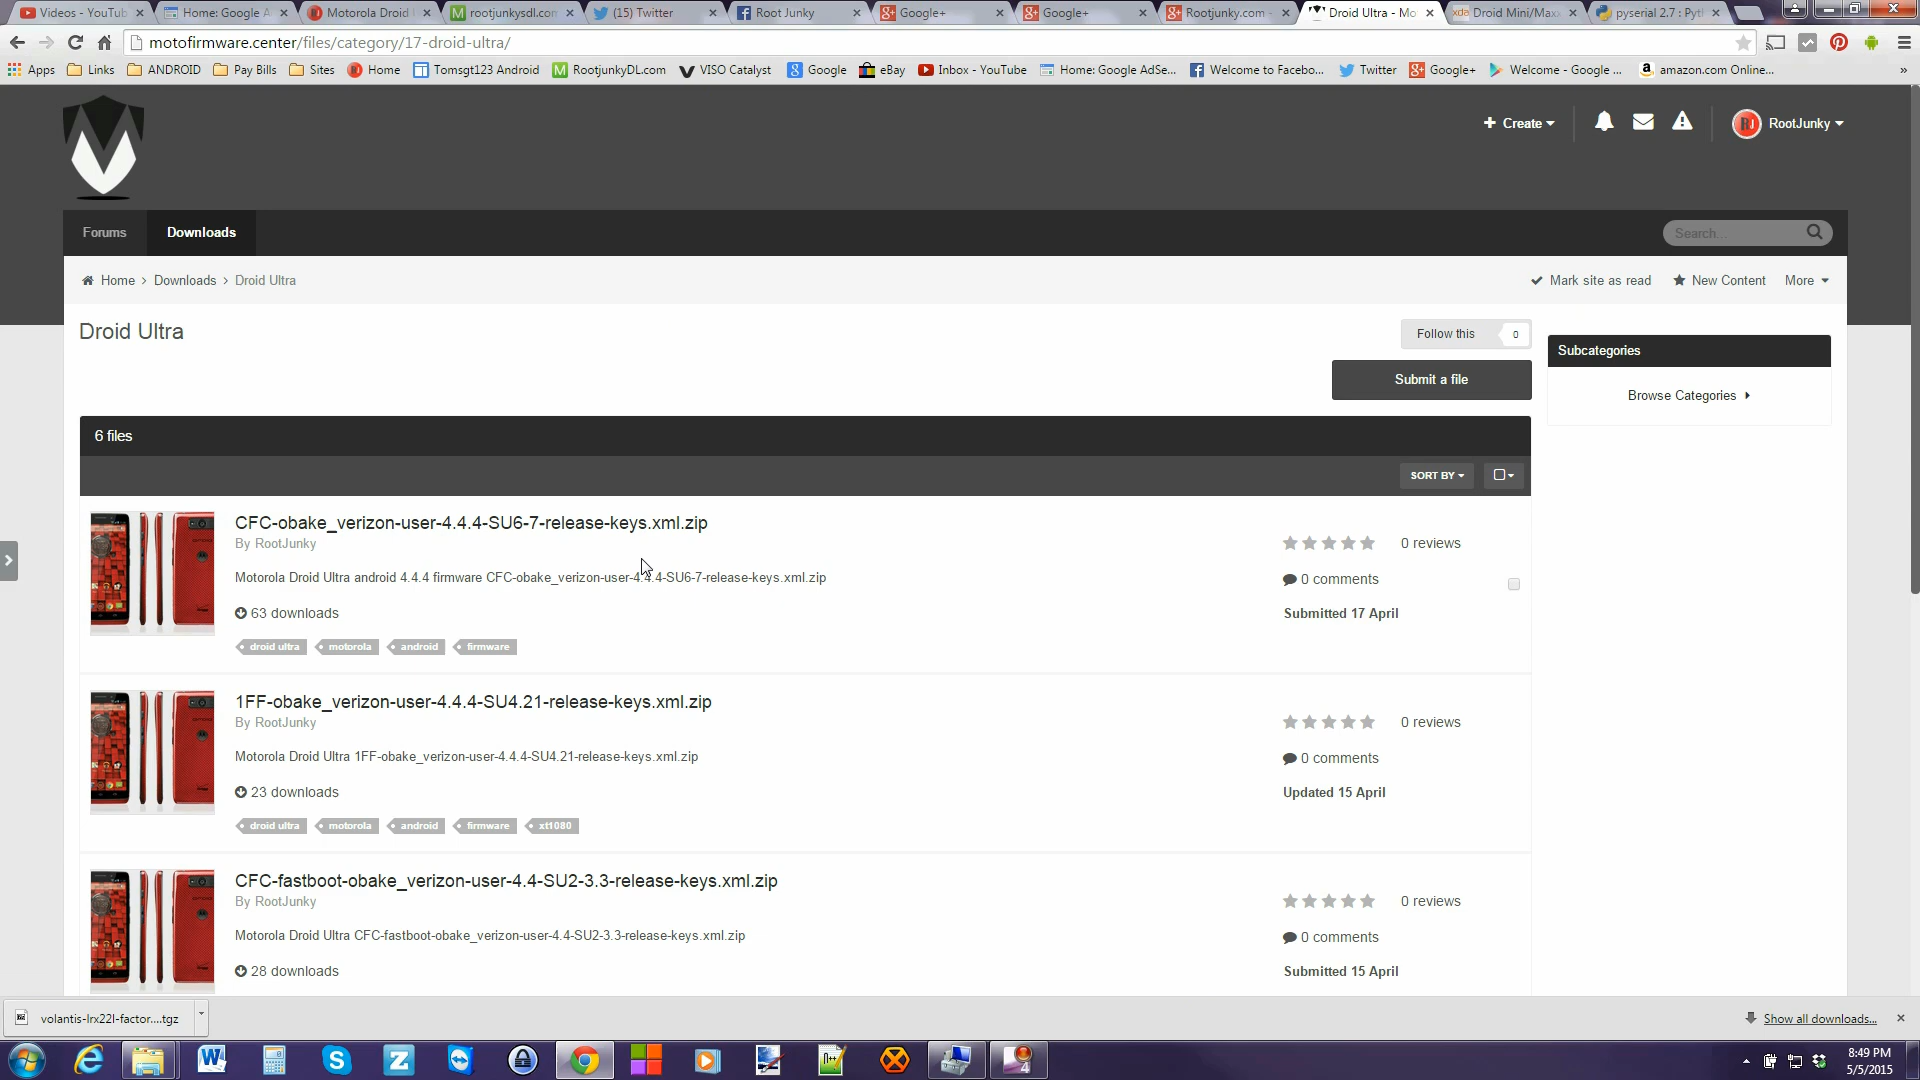 Videos - YouTub
Home: Google A
Motorola Droid
rootjunkysdl.com
(15) Twitter
Root Junky
Google+
Google+
Rootjunky.com -
Droid Ultra - Mo
Droid Mini/Max
pyserial 2.7 : Pyt
motofirmware.center/files/category/17-droid-ultra/
Apps Links ANDROID Pay Bills Sites Home Tomsgt123 Android RootjunkyDL.com VISO Catalyst Google eBay Inbox - YouTube Home: Google AdSe... Welcome to Facebo... Twitter Google+ Welcome - Google ... amazon.com Online... »
+ Create RootJunky
Forums Downloads Search...
Home > Downloads > Droid Ultra Mark site as read New Content More
Droid Ultra
Follow this 0
Submit a file
Subcategories
Browse Categories
6 files
SORT BY
CFC-obake_verizon-user-4.4.4-SU6-7-release-keys.xml.zip
By RootJunky
0 reviews
Motorola Droid Ultra android 4.4.4 firmware CFC-obake_verizon-user-4.4.4-SU6-7-release-keys.xml.zip
0 comments
63 downloads
Submitted 17 April
droid ultra motorola android firmware
1FF-obake_verizon-user-4.4.4-SU4.21-release-keys.xml.zip
By RootJunky
0 reviews
Motorola Droid Ultra 1FF-obake_verizon-user-4.4.4-SU4.21-release-keys.xml.zip
0 comments
23 downloads
Updated 15 April
droid ultra motorola android firmware xt1080
CFC-fastboot-obake_verizon-user-4.4-SU2-3.3-release-keys.xml.zip
By RootJunky
0 reviews
Motorola Droid Ultra CFC-fastboot-obake_verizon-user-4.4-SU2-3.3-release-keys.xml.zip
0 comments
28 downloads
Submitted 15 April
volantis-lrx22l-factor....tgz
Show all downloads...
8:49 PM
5/5/2015